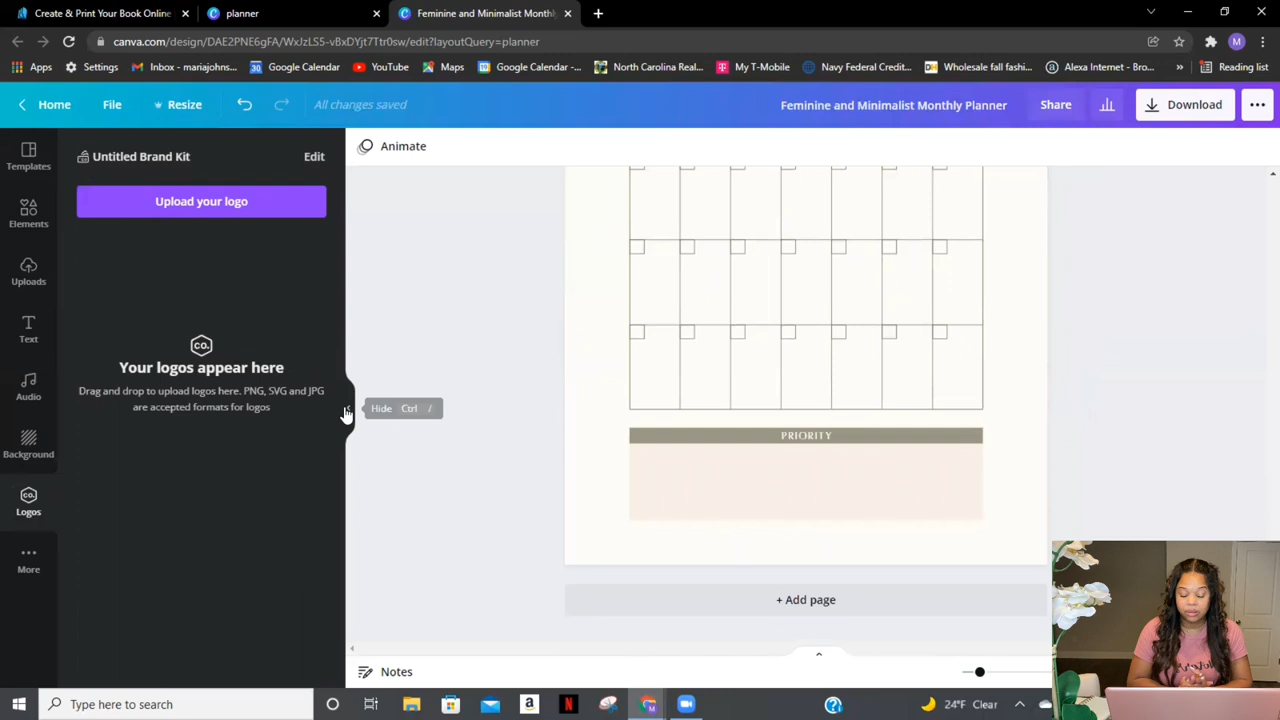 Create & Print Your Book Online
planner
Feminine and Minimalist Monthly
canva.com/design/DAE2PNE6gFA/WxJzLS5-vBxDYjt7Ttr0sw/edit?layoutQuery=planner
Apps
Settings
Inbox - mariajohns...
Google Calendar
YouTube
Maps
Google Calendar -...
North Carolina Real...
My T-Mobile
Navy Federal Credit...
Wholesale fall fashi...
Alexa Internet - Bro...
»
Reading list
Home
File
Resize
All changes saved
Feminine and Minimalist Monthly Planner
Share
Download
Templates
Elements
Uploads
Text
Audio
Background
Logos
More
Untitled Brand Kit
Edit
Upload your logo
CO.
Your logos appear here
Drag and drop to upload logos here. PNG, SVG and JPG
are accepted formats for logos
Animate
Hide Ctrl /
PRIORITY
+ Add page
Notes
Type here to search
24°F Clear